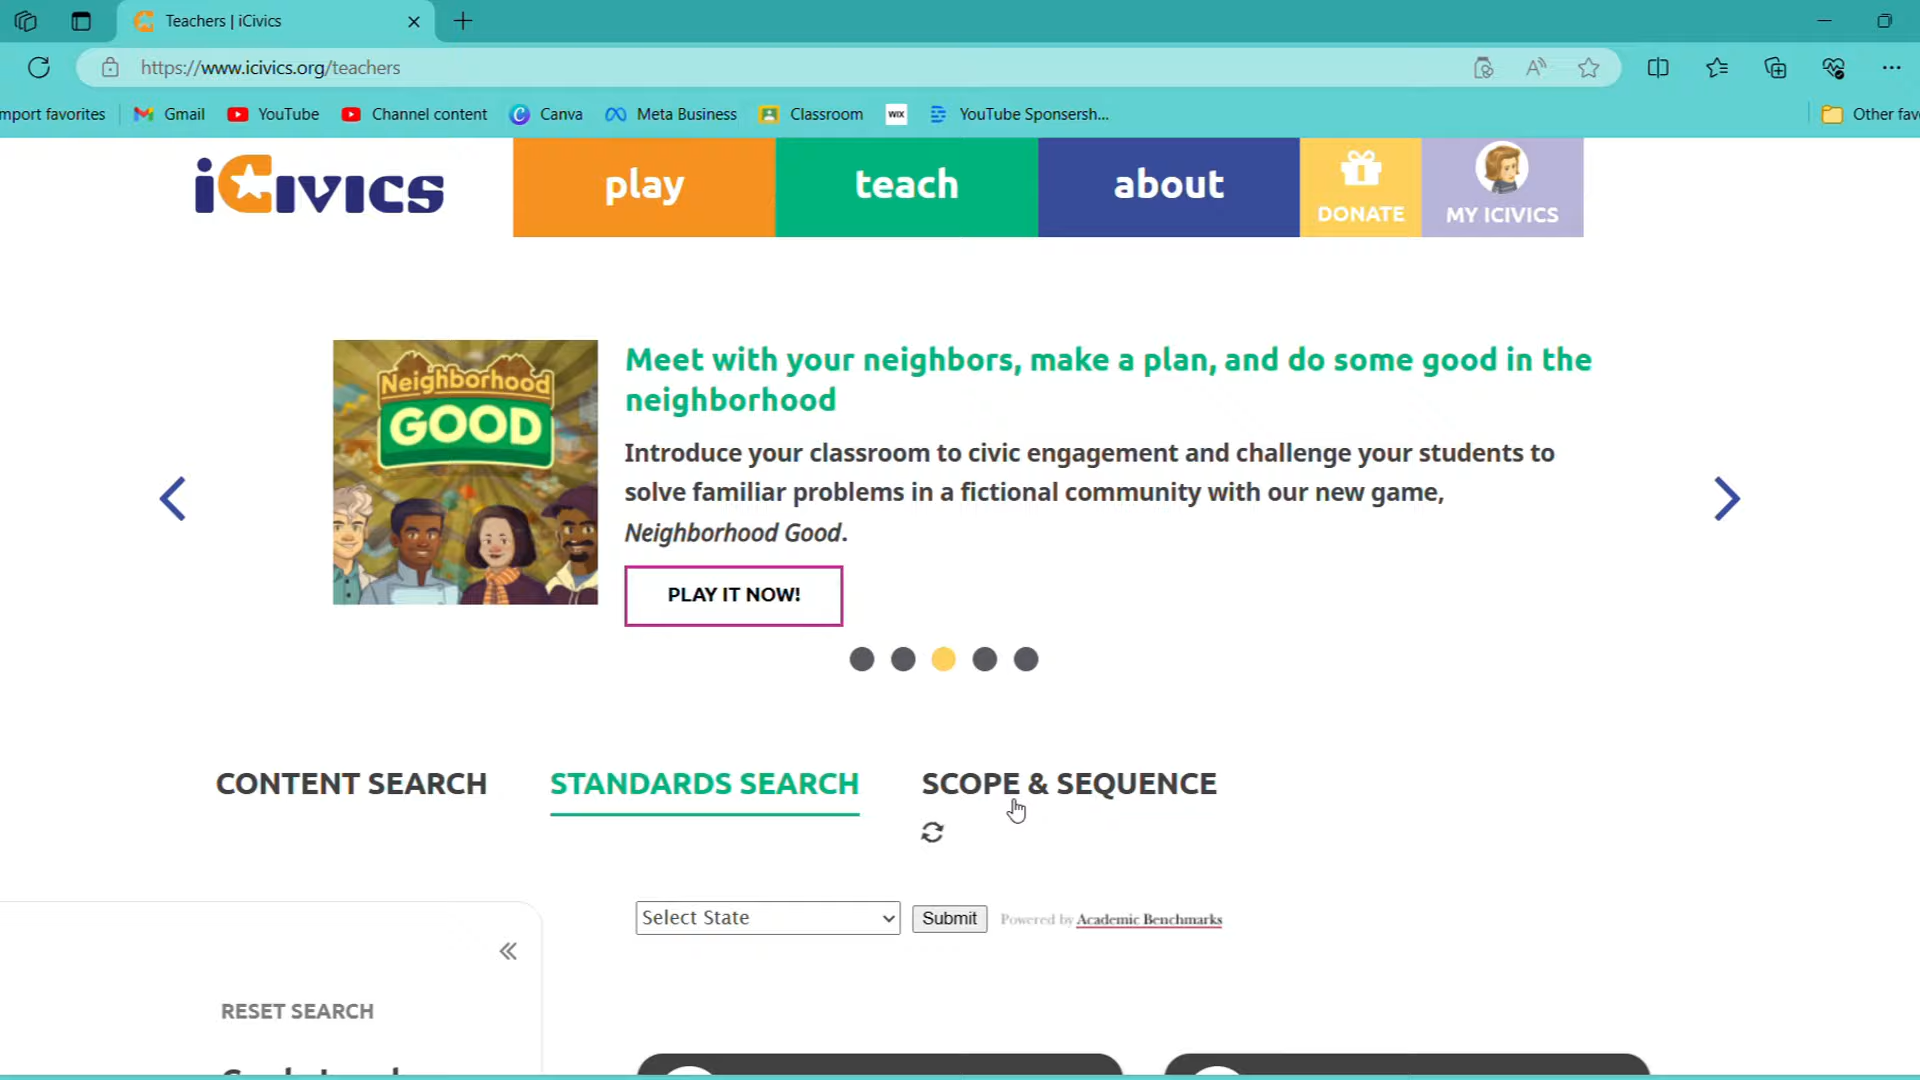 Teachers | iCivics
https://www.icivics.org/teachers
mport favorites
Gmail
YouTube
Channel content
Canva
Meta Business
Classroom
WIX
YouTube Sponsersh...
Other fav
iCivics
play
teach
about
DONATE
MY ICIVICS
Neighborhood
GOOD
Meet with your neighbors, make a plan, and do some good in the
neighborhood
Introduce your classroom to civic engagement and challenge your students to
solve familiar problems in a fictional community with our new game,
Neighborhood Good.
PLAY IT NOW!
CONTENT SEARCH
STANDARDS SEARCH
SCOPE & SEQUENCE
Select State
Submit
Powered by Academic Benchmarks
RESET SEARCH